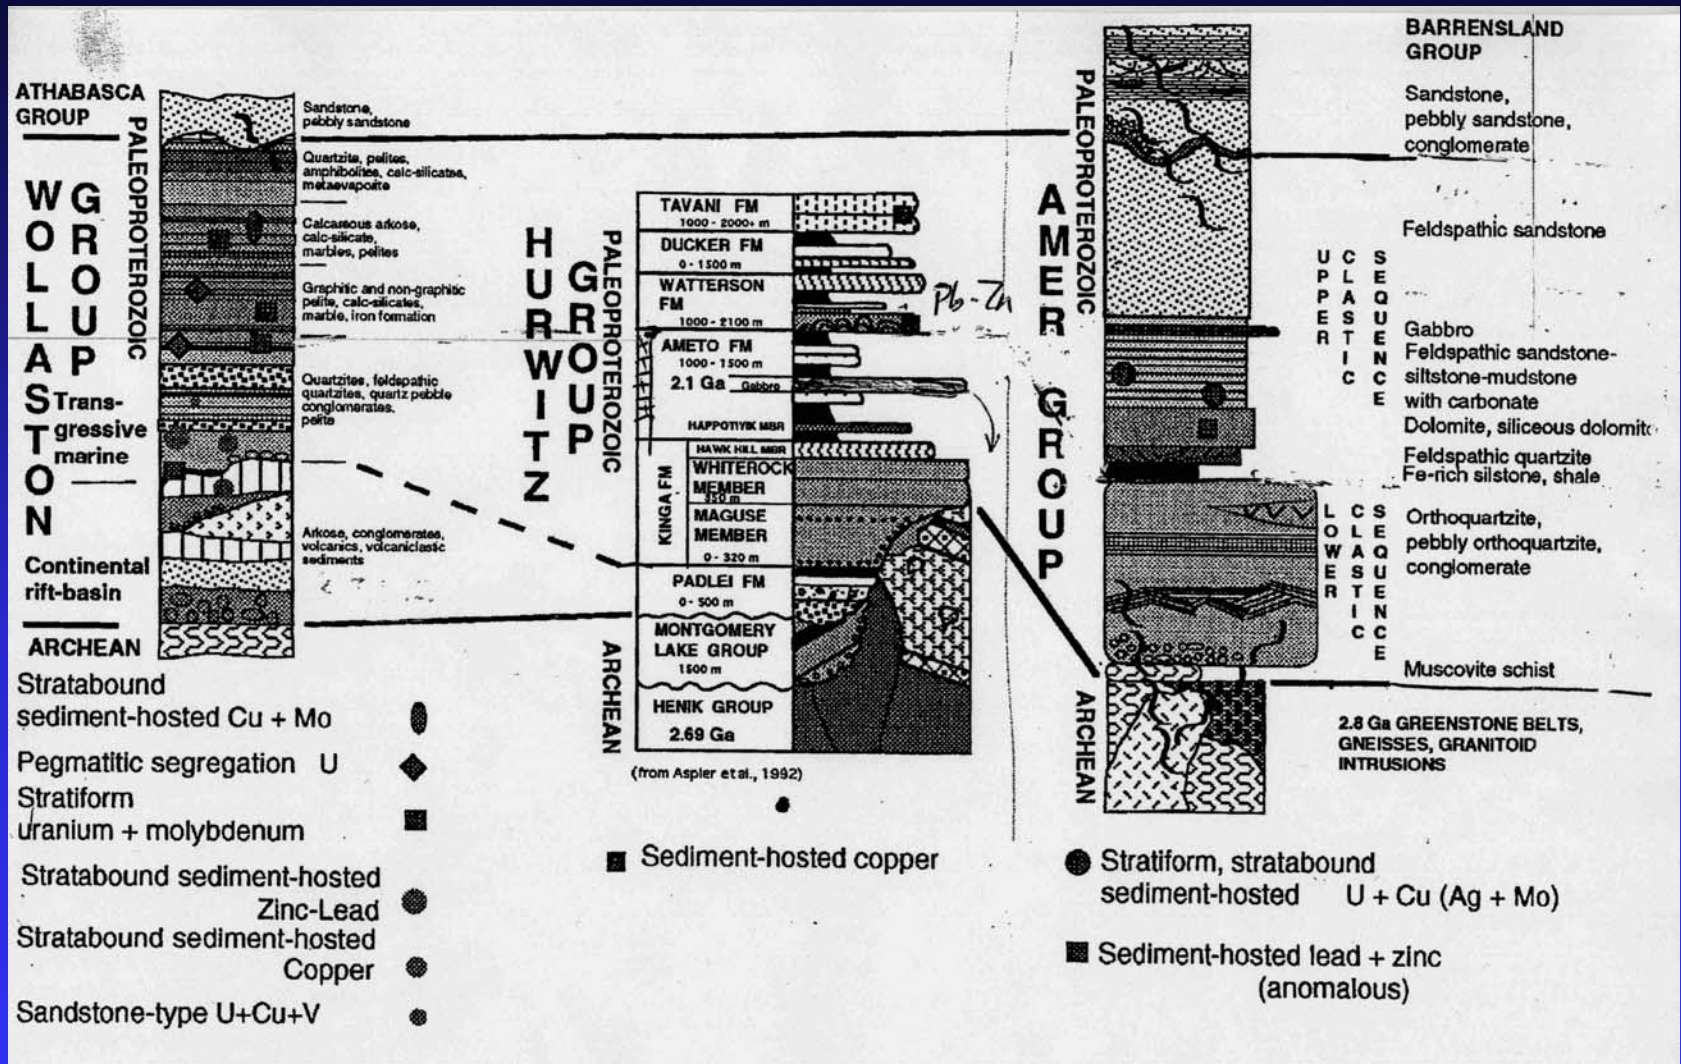 ATHABASCA
GROUP
PALEOPROTEROZOIC
WOLLASTON
GROUP
Trans-
gressive
marine
Continental
rift-basin
ARCHEAN
Sandstone,
pebbly sandstone
Quartzite, pelites,
amphibolites, calc-silicates,
metaevaporite
Calcareous arkose,
calc-silicate,
marbles, pelites
Graphitic and non-graphitic
pelite, calc-silicates,
marble, iron formation
Quartzites, feldspathic
quartzites, quartz pebble
conglomerates,
pelite
Arkose, conglomerates,
volcanics, volcaniclastic
sediments
Stratabound
sediment-hosted Cu + Mo
Pegmatitic segregation U
Stratiform
uranium + molybdenum
Stratabound sediment-hosted
Zinc-Lead
Stratabound sediment-hosted
Copper
Sandstone-type U+Cu+V
HURWITZ
GROUP
PALEOPROTEROZOIC
ARCHEAN
TAVANI FM
1000 - 2000+ m
DUCKER FM
0 - 1500 m
WATTERSON
FM
1000 - 2100 m
Pb-Zn
AMETO FM
1000 - 1500 m
2.1 Ga
Gabbro
HAPPOTIYIK MBR
HAWK HILL MBR
KINGA FM
WHITEROCK
MEMBER
350 m
MAGUSE
MEMBER
0 - 320 m
PADLEI FM
0 - 500 m
MONTGOMERY
LAKE GROUP
1500 m
HENIK GROUP
2.69 Ga
(from Aspler et al., 1992)
Sediment-hosted copper
AMER GROUP
PALEOPROTEROZOIC
ARCHEAN
BARRENSLAND
GROUP
Sandstone,
pebbly sandstone,
conglomerate
Feldspathic sandstone
UPPER
CLASTIC
SEQUENCE
Gabbro
Feldspathic sandstone-
siltstone-mudstone
with carbonate
Dolomite, siliceous dolomite
Feldspathic quartzite
Fe-rich silstone, shale
LOWER
CLASTIC
SEQUENCE
Orthoquartzite,
pebbly orthoquartzite,
conglomerate
Muscovite schist
2.8 Ga GREENSTONE BELTS,
GNEISSES, GRANITOID
INTRUSIONS
Stratiform, stratabound
sediment-hosted U + Cu (Ag + Mo)
Sediment-hosted lead + zinc
(anomalous)